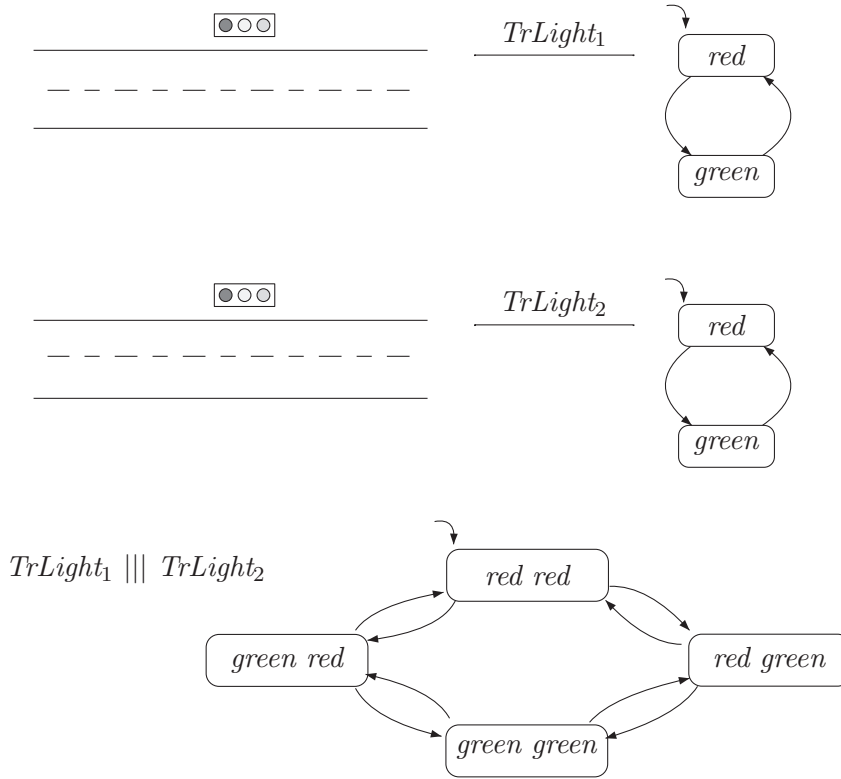 TrLight₁
red
green
TrLight₂
red
green
TrLight₁ ||| TrLight₂
red red
green red
red green
green green